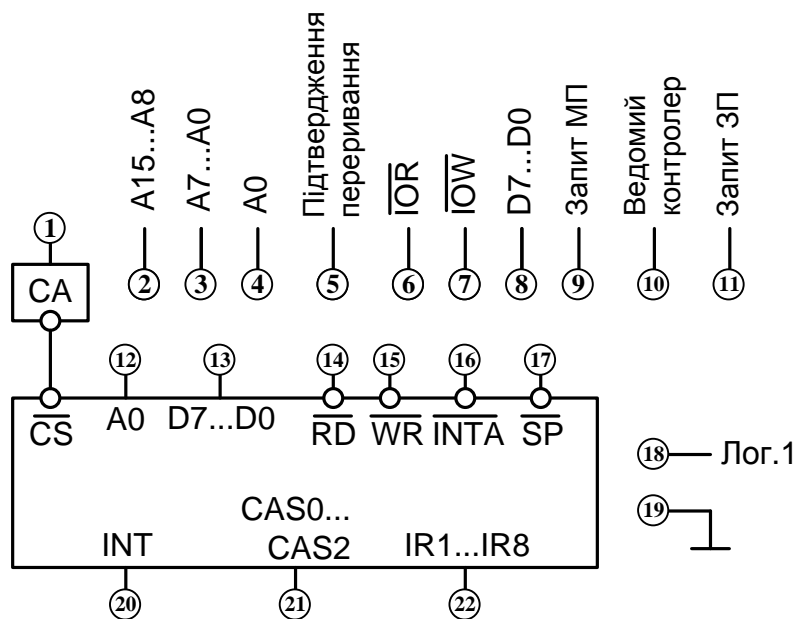 A15...A8
A7...A0
A0
Підтвердження
переривання
IOR
IOW
D7...D0
Запит МП
Ведомий
контролер
Запит ЗП
1
2
3
4
5
6
7
8
9
10
11
CA
12
13
14
15
16
17
CS
A0
D7...D0
RD
WR
INTA
SP
18
Лог.1
CAS0...
CAS2
19
INT
IR1...IR8
20
21
22